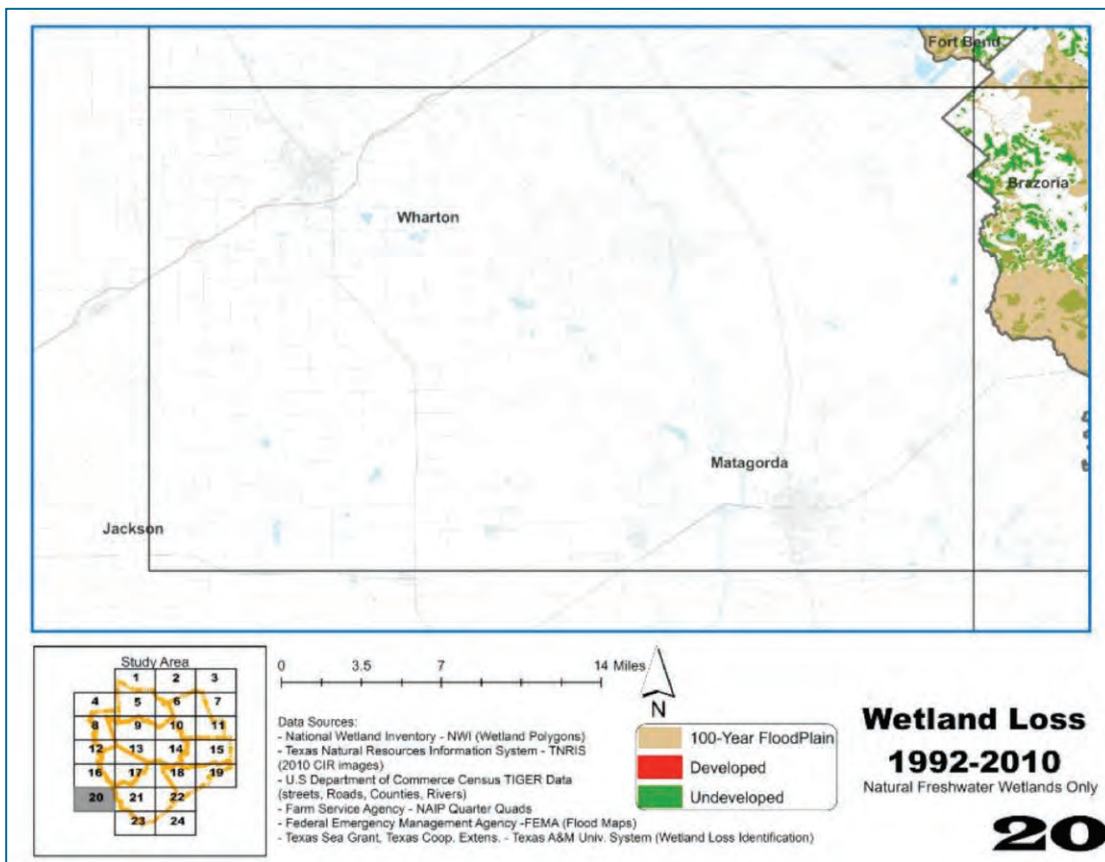 Fort Bend
Brazoria
Wharton
Matagorda
Jackson
Study Area
1 2 3
4 5 6 7
8 9 10 11
12 13 14 15
16 17 18 19
20 21 22
23 24
0 3.5 7 14 Miles
N
Data Sources:
- National Wetland Inventory - NWI (Wetland Polygons)
- Texas Natural Resources Information System - TNRIS
(2010 CIR images)
- U.S Department of Commerce Census TIGER Data
(streets, Roads, Counties, Rivers)
- Farm Service Agency - NAIP Quarter Quads
- Federal Emergency Management Agency -FEMA (Flood Maps)
- Texas Sea Grant, Texas Coop. Extens. - Texas A&M Univ. System (Wetland Loss Identification)
100-Year FloodPlain
Developed
Undeveloped
Wetland Loss
1992-2010
Natural Freshwater Wetlands Only
20